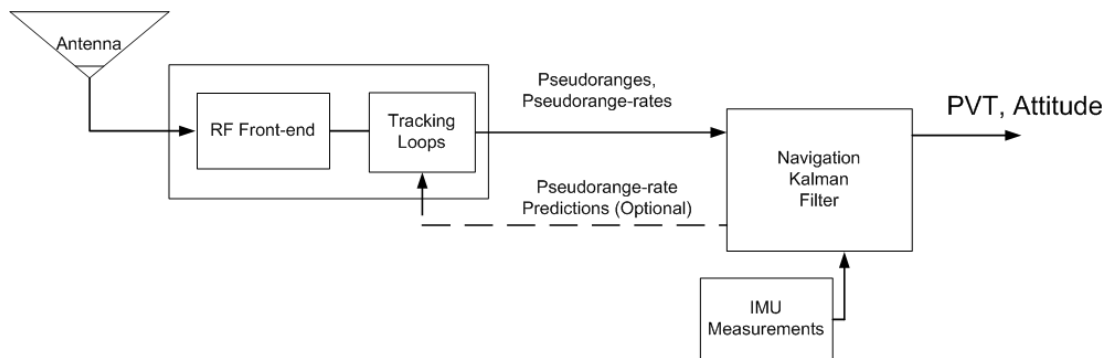 Antenna
RF Front-end
Tracking
Loops
Pseudoranges,
Pseudorange-rates
Pseudorange-rate
Predictions (Optional)
Navigation
Kalman
Filter
PVT, Attitude
IMU
Measurements